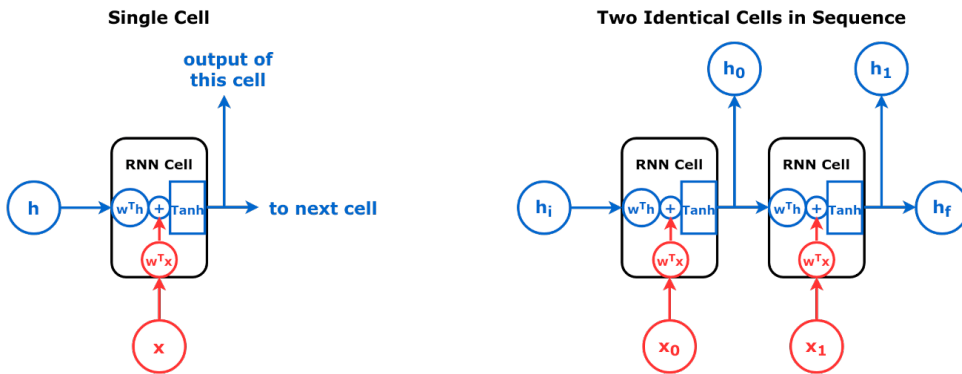 Single Cell
output of
this cell
RNN Cell
h
wᵀh
+
Tanh
to next cell
wᵀx
x
Two Identical Cells in Sequence
h₀
h₁
RNN Cell
RNN Cell
hᵢ
wᵀh
+
Tanh
wᵀh
+
Tanh
h_f
wᵀx
wᵀx
x₀
x₁